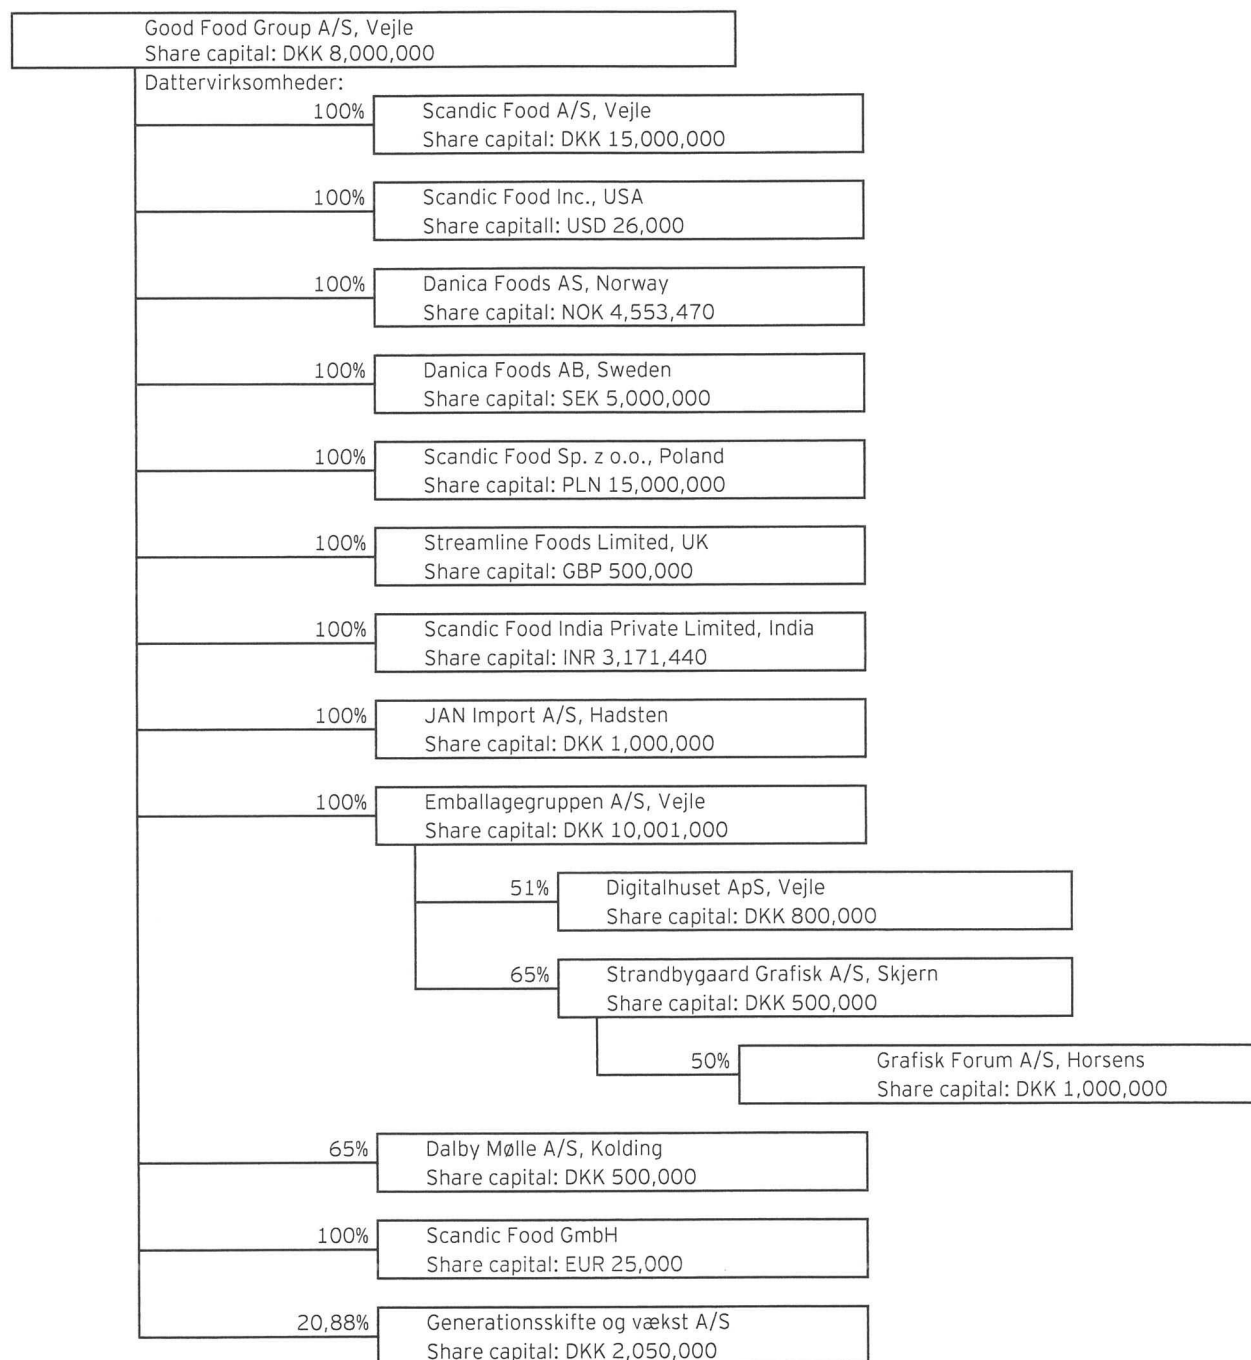 Good Food Group A/S, Vejle
Share capital: DKK 8,000,000
Dattervirksomheder:
100%
Scandic Food A/S, Vejle
Share capital: DKK 15,000,000
100%
Scandic Food Inc., USA
Share capitall: USD 26,000
100%
Danica Foods AS, Norway
Share capital: NOK 4,553,470
100%
Danica Foods AB, Sweden
Share capital: SEK 5,000,000
100%
Scandic Food Sp. z o.o., Poland
Share capital: PLN 15,000,000
100%
Streamline Foods Limited, UK
Share capital: GBP 500,000
100%
Scandic Food India Private Limited, India
Share capital: INR 3,171,440
100%
JAN Import A/S, Hadsten
Share capital: DKK 1,000,000
100%
Emballagegruppen A/S, Vejle
Share capital: DKK 10,001,000
51%
Digitalhuset ApS, Vejle
Share capital: DKK 800,000
65%
Strandbygaard Grafisk A/S, Skjern
Share capital: DKK 500,000
50%
Grafisk Forum A/S, Horsens
Share capital: DKK 1,000,000
65%
Dalby Mølle A/S, Kolding
Share capital: DKK 500,000
100%
Scandic Food GmbH
Share capital: EUR 25,000
20,88%
Generationsskifte og vækst A/S
Share capital: DKK 2,050,000